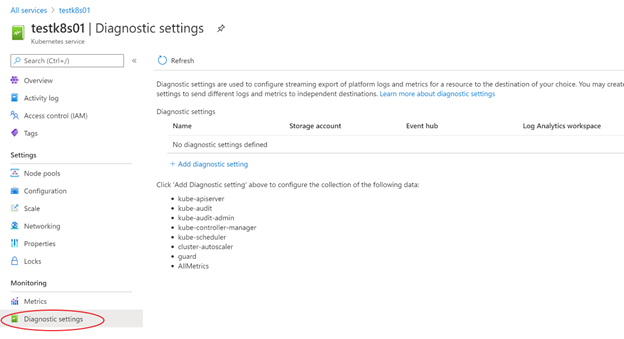 All services > testk8s01
testk8s01 | Diagnostic settings
Kubernetes service
Search (Ctrl+/)
«
Overview
Activity log
Access control (IAM)
Tags
Settings
Node pools
Configuration
Scale
Networking
Properties
Locks
Monitoring
Metrics
Diagnostic settings
Refresh
Diagnostic settings are used to configure streaming export of platform logs and metrics for a resource to the destination of your choice. You may create
settings to send different logs and metrics to independent destinations. Learn more about diagnostic settings
Diagnostic settings
Name Storage account Event hub Log Analytics workspace
No diagnostic settings defined
+ Add diagnostic setting
Click 'Add Diagnostic setting' above to configure the collection of the following data:
• kube-apiserver
• kube-audit
• kube-audit-admin
• kube-controller-manager
• kube-scheduler
• cluster-autoscaler
• guard
• AllMetrics